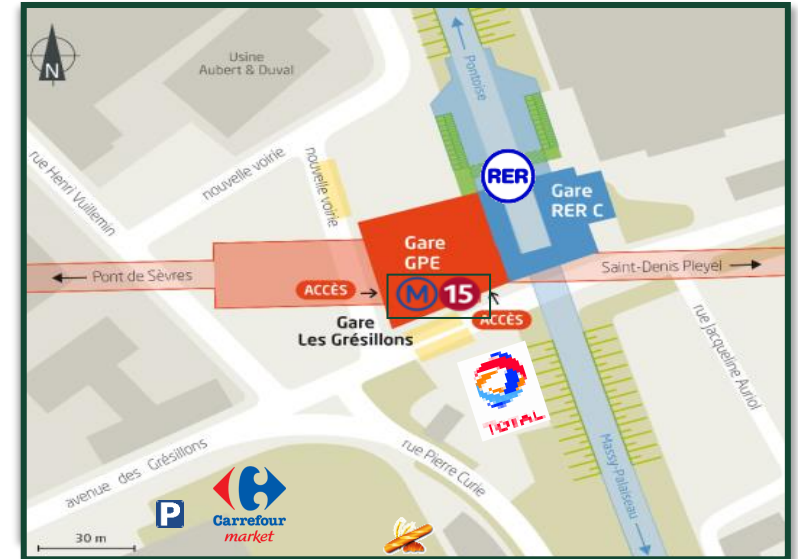 N
Usine
Aubert & Duval
Pontoise
rue Henri Vuillemin
nouvelle voirie
nouvelle voirie
RER
Gare
RER C
Gare
GPE
← Pont de Sèvres
Saint-Denis Pleyel →
ACCÈS →
M 15
ACCÈS
Gare
Les Grésillons
rue Jacqueline Auriol
TOTAL
avenue des Grésillons
rue Pierre Curie
Massy-Palaiseau
P
Carrefour
market
30 m